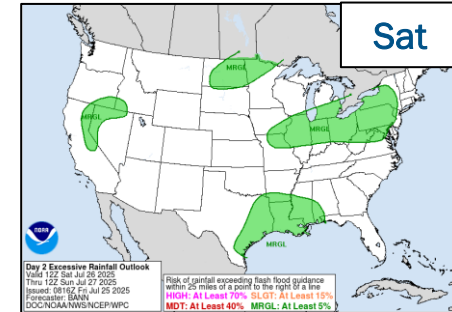 Sat
MRGL
MRGL
MRGL
MRGL
NOAA
Day 2 Excessive Rainfall Outlook
Valid 12Z Sat Jul 26 2025
Thru 12Z Sun Jul 27 2025
Issued: 0816Z Fri Jul 25 2025
Forecaster: BANN
DOC/NOAA/NWS/NCEP/WPC
Risk of rainfall exceeding flash flood guidance
within 25 miles of a point to the right of a line
HIGH: At Least 70% SLGT: At Least 15%
MDT: At Least 40% MRGL: At Least 5%